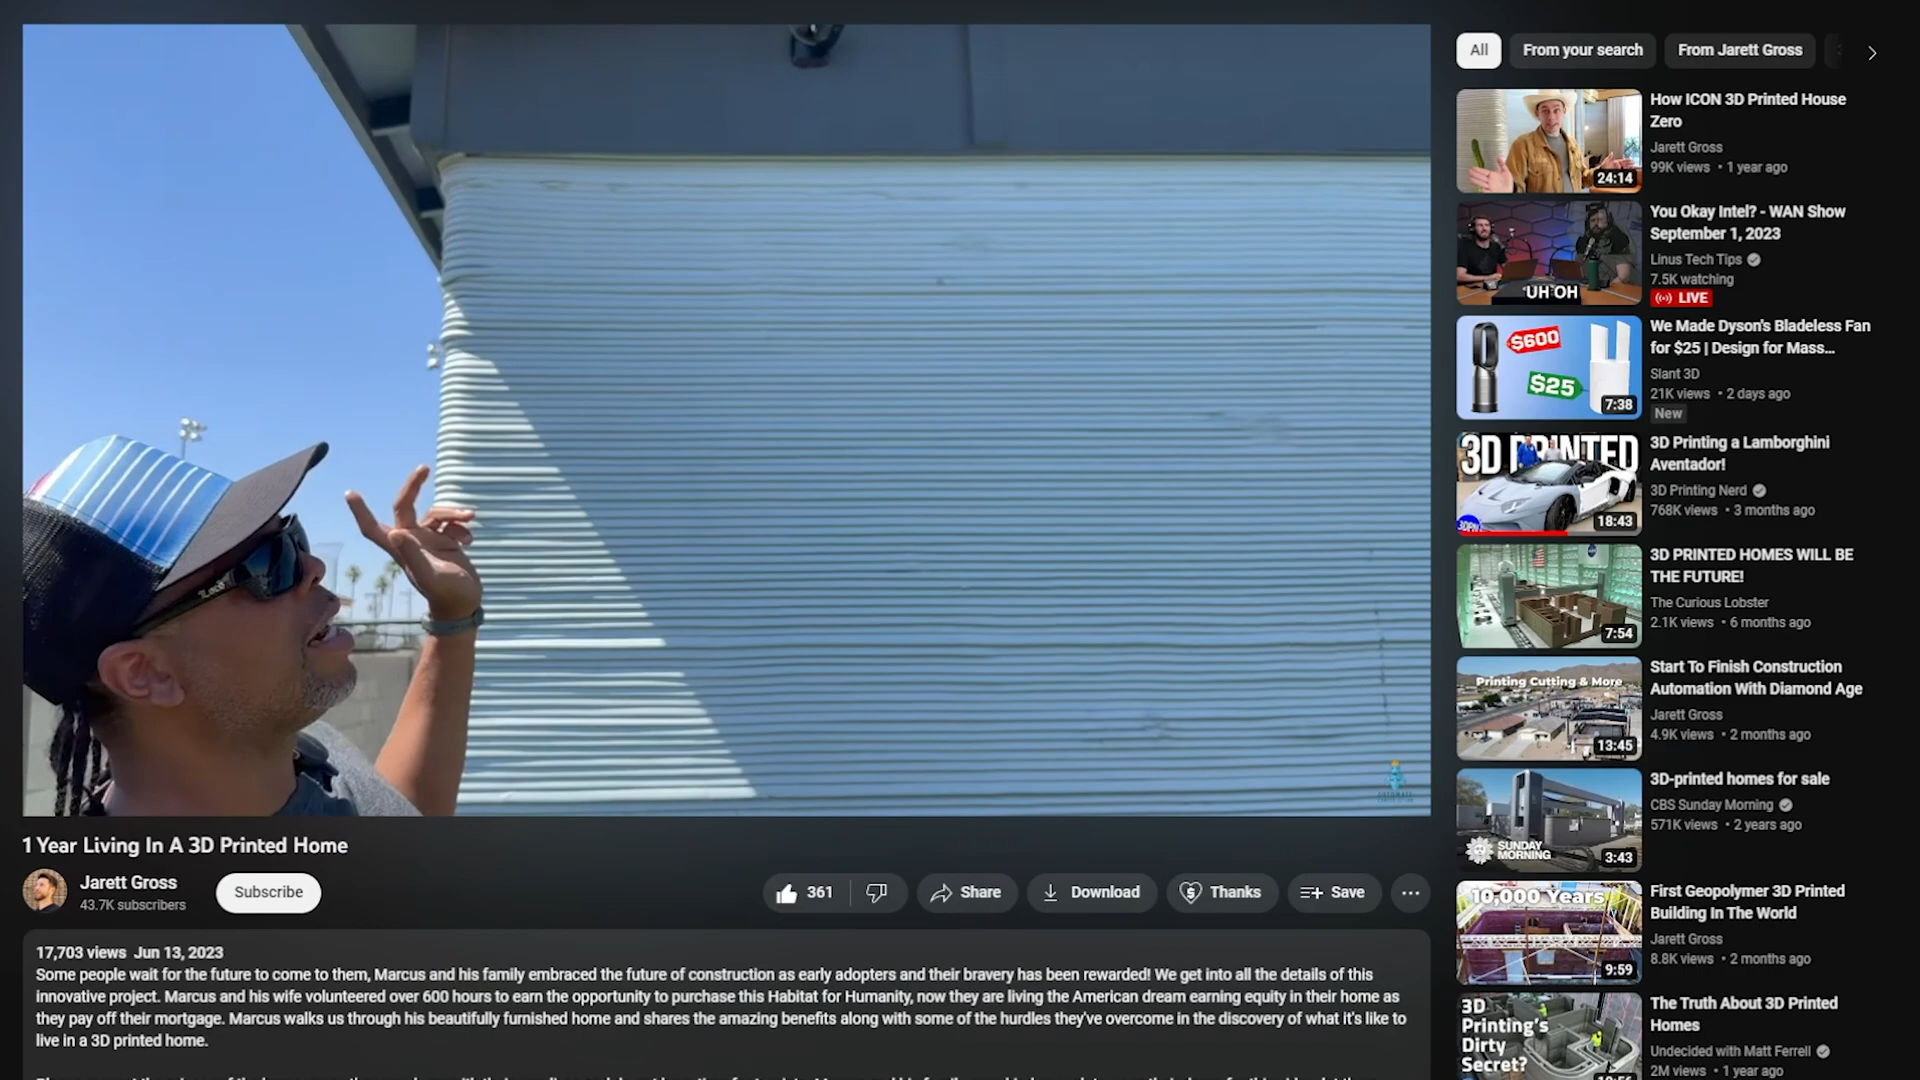 All
From your search
From Jarett Gross
How ICON 3D Printed House
Zero
Jarett Gross
99K views • 1 year ago
24:14
You Okay Intel? - WAN Show
September 1, 2023
Linus Tech Tips
7.5K watching
LIVE
"UH OH
We Made Dyson's Bladeless Fan
for $25 | Design for Mass...
Slant 3D
21K views • 2 days ago
New
$600
$25
7:38
3D Printing a Lamborghini
Aventador!
3D Printing Nerd
768K views • 3 months ago
3D PRINTED
3DPN
18:43
3D PRINTED HOMES WILL BE
THE FUTURE!
The Curious Lobster
2.1K views • 6 months ago
7:54
Start To Finish Construction
Automation With Diamond Age
Jarett Gross
4.9K views • 2 months ago
Printing Cutting & More
13:45
3D-printed homes for sale
CBS Sunday Morning
571K views • 2 years ago
SUNDAY
MORNING
3:43
First Geopolymer 3D Printed
Building In The World
Jarett Gross
8.8K views • 2 months ago
10,000 Years
9:59
The Truth About 3D Printed
Homes
Undecided with Matt Ferrell
2M views • 1 year ago
3D
Printing's
Dirty
Secret?
Locs
1 Year Living In A 3D Printed Home
Jarett Gross
43.7K subscribers
Subscribe
361
Share
Download
Thanks
Save
17,703 views Jun 13, 2023
Some people wait for the future to come to them, Marcus and his family embraced the future of construction as early adopters and their bravery has been rewarded! We get into all the details of this
innovative project. Marcus and his wife volunteered over 600 hours to earn the opportunity to purchase this Habitat for Humanity, now they are living the American dream earning equity in their home as
they pay off their mortgage. Marcus walks us through his beautifully furnished home and shares the amazing benefits along with some of the hurdles they've overcome in the discovery of what it's like to
live in a 3D printed home.